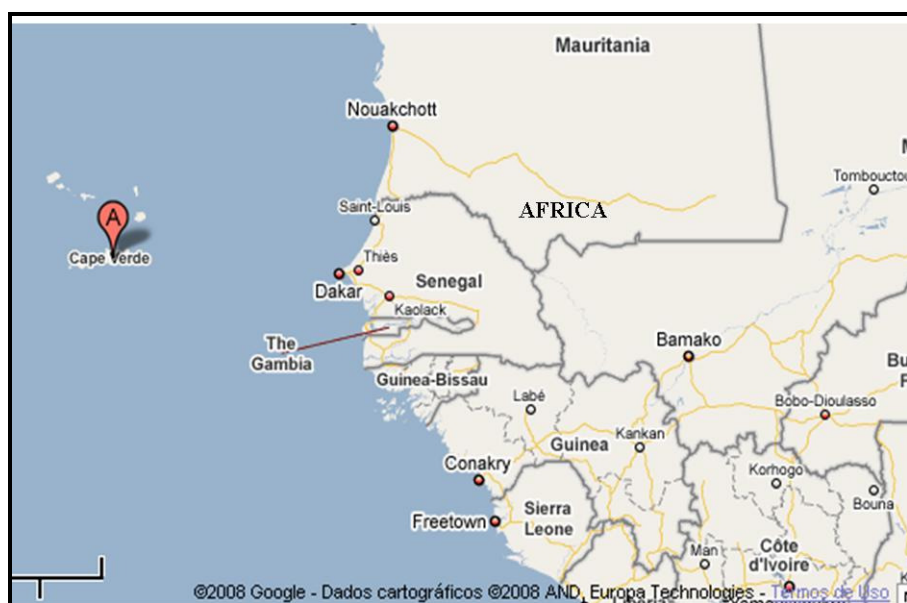 Mauritania
Nouakchott
Tombouctou
Saint-Louis
AFRICA
A
Cape Verde
Thiès
Dakar
Senegal
Kaolack
The
Gambia
Bamako
Guinea-Bissau
Labé
Bobo-Dioulasso
Guinea
Kankan
Conakry
Korhogo
Bouna
Freetown
Sierra
Leone
Man
Côte
d'Ivoire
©2008 Google - Dados cartográficos ©2008 AND, Europa Technologies - Termos de Uso